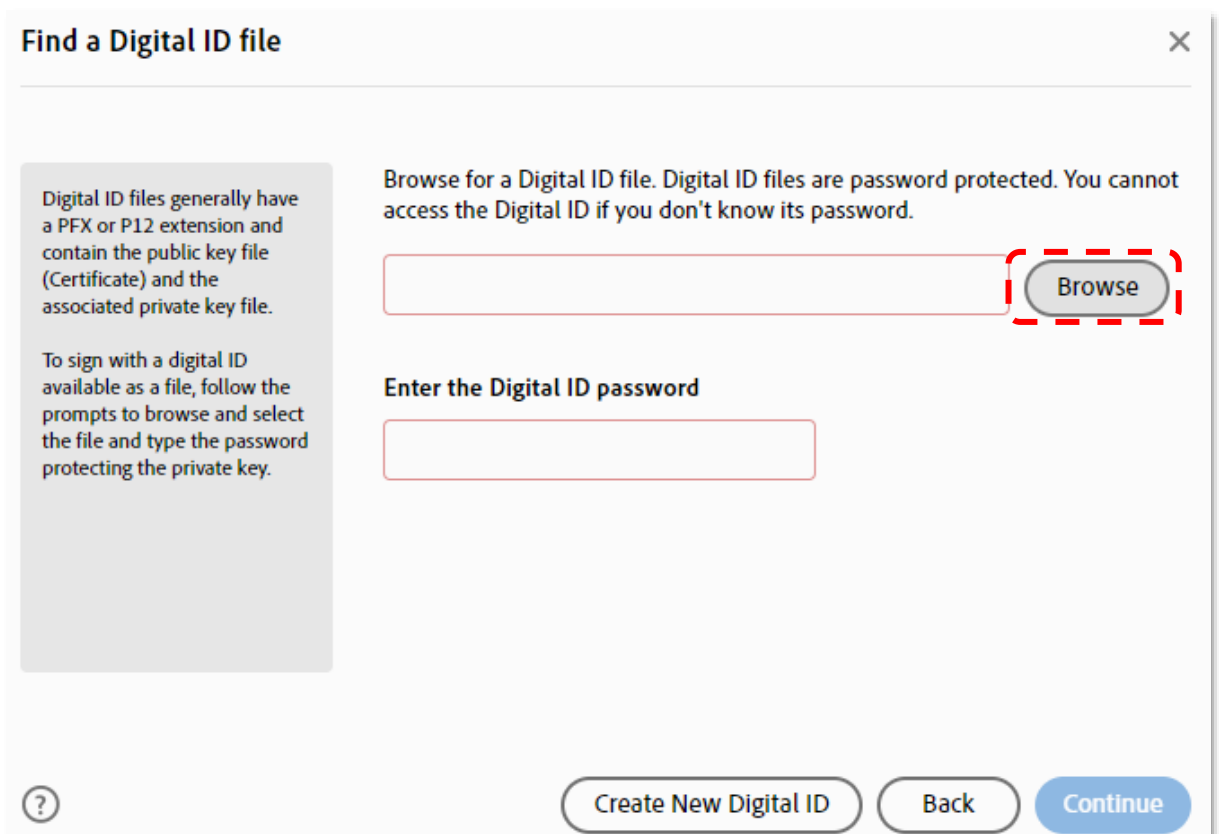 Find a Digital ID file
Digital ID files generally have
a PFX or P12 extension and
contain the public key file
(Certificate) and the
associated private key file.
To sign with a digital ID
available as a file, follow the
prompts to browse and select
the file and type the password
protecting the private key.
Browse for a Digital ID file. Digital ID files are password protected. You cannot
access the Digital ID if you don't know its password.
Browse
Enter the Digital ID password
?
Create New Digital ID
Back
Continue